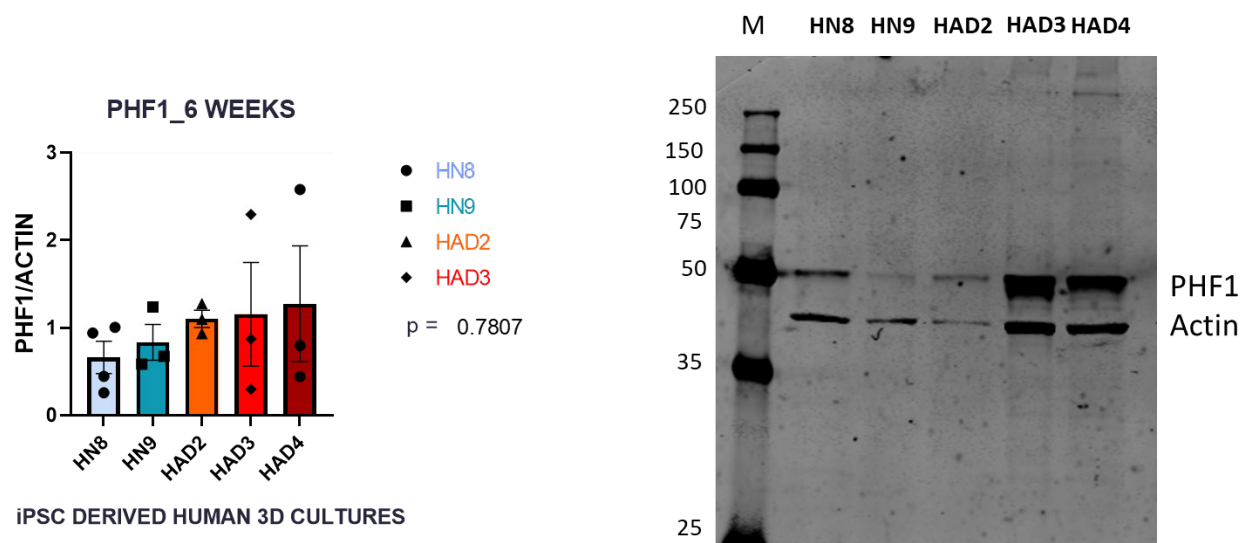 PHF1_6 WEEKS
3
2
1
0
PHF1/ACTIN
HN8
HN9
HAD2
HAD3
HAD4
iPSC DERIVED HUMAN 3D CULTURES
HN8
HN9
HAD2
HAD3
p = 0.7807
M HN8 HN9 HAD2 HAD3 HAD4
250
150
100
75
50
35
25
PHF1
Actin